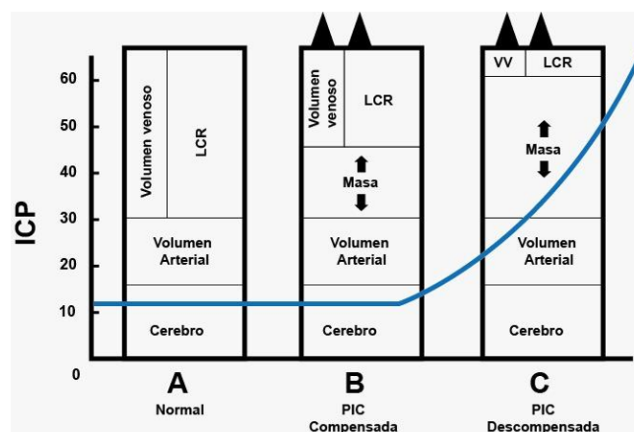 ICP
60
50
40
30
20
10
0
Volumen venoso
LCR
Volumen
Arterial
Cerebro
A
Normal
Volumen
venoso
LCR
Masa
Volumen
Arterial
Cerebro
B
PIC
Compensada
VV
LCR
Masa
Volumen
Arterial
Cerebro
C
PIC
Descompensada